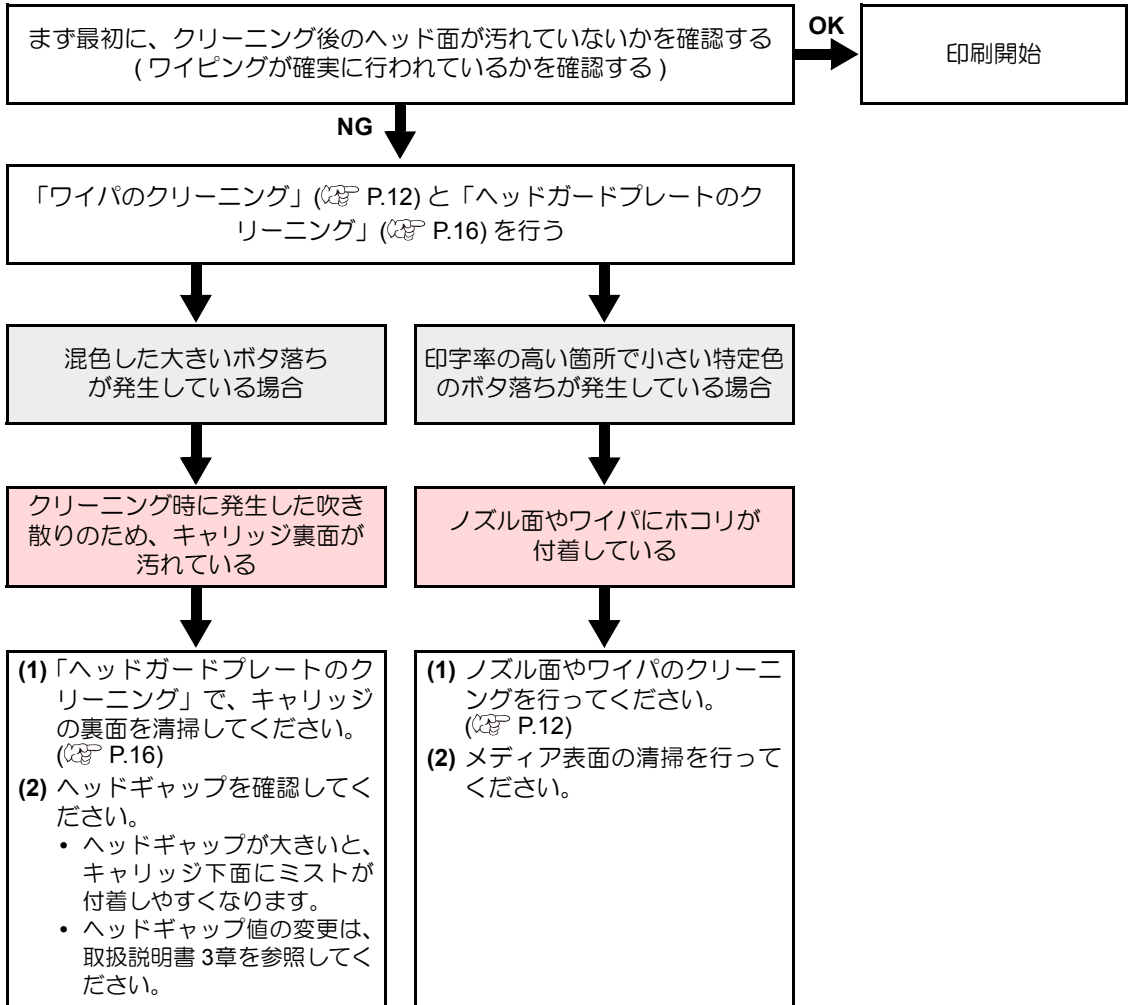 まず最初に、クリーニング後のヘッド面が汚れていないかを確認する
( ワイピングが確実に行われているかを確認する )
OK
印刷開始
NG
「ワイパのクリーニング」(☞ P.12) と「ヘッドガードプレートのク
リーニング」(☞ P.16) を行う
混色した大きいボタ落ち
が発生している場合
印字率の高い箇所で小さい特定色
のボタ落ちが発生している場合
クリーニング時に発生した吹き
散りのため、キャリッジ裏面が
汚れている
ノズル面やワイパにホコリが
付着している
(1) 「ヘッドガードプレートのク
リーニング」で、キャリッジ
の裏面を清掃してください。
(☞ P.16)
(2) ヘッドギャップを確認してく
ださい。
• ヘッドギャップが大きいと、
キャリッジ下面にミストが
付着しやすくなります。
• ヘッドギャップ値の変更は、
取扱説明書 3章を参照してく
ださい。
(1) ノズル面やワイパのクリーニ
ングを行ってください。
(☞ P.12)
(2) メディア表面の清掃を行って
ください。